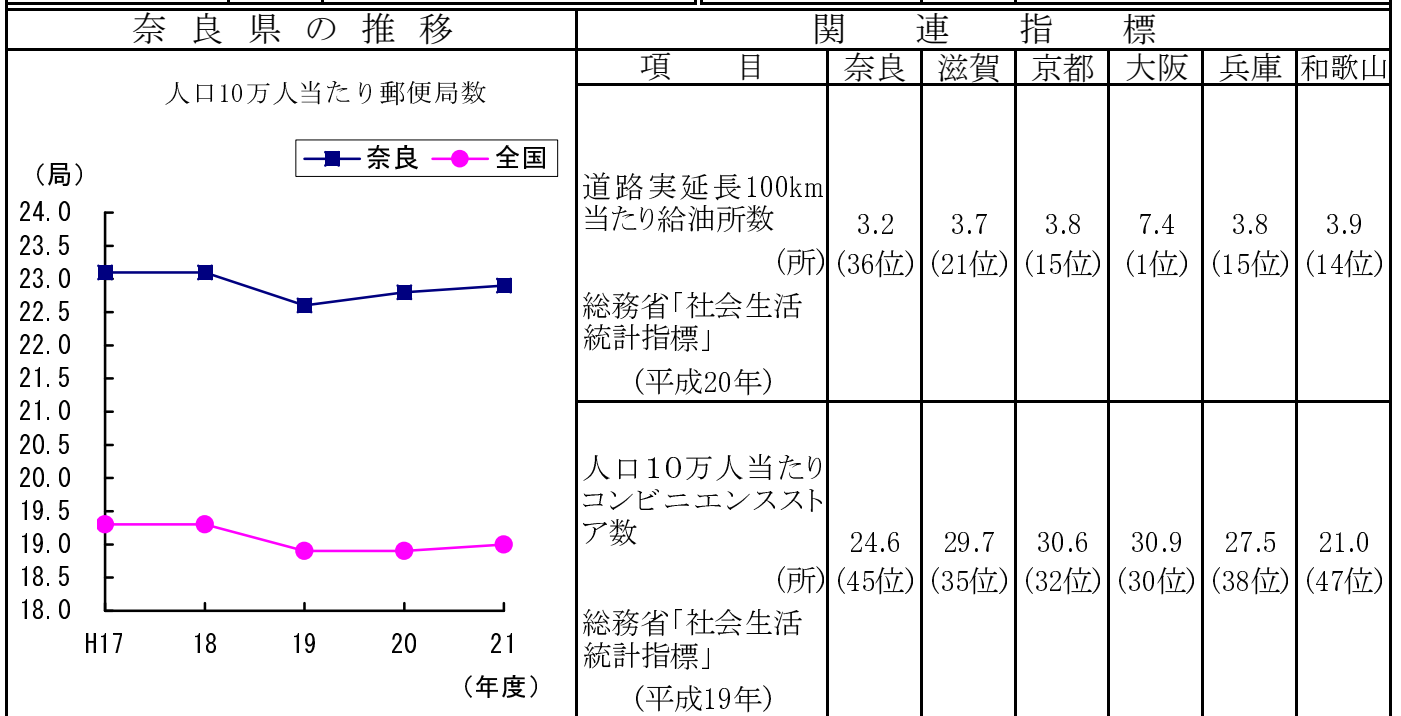 奈良県の推移
関連指標
人口10万人当たり郵便局数
奈良 全国
(局)
24.0
23.5
23.0
22.5
22.0
21.5
21.0
20.5
20.0
19.5
19.0
18.5
18.0
H17 18 19 20 21
(年度)
項目 奈良 滋賀 京都 大阪 兵庫 和歌山
道路実延長100km
当たり給油所数
3.2 3.7 3.8 7.4 3.8 3.9
(所) (36位) (21位) (15位) (1位) (15位) (14位)
総務省「社会生活
統計指標」
(平成20年)
人口10万人当たり
コンビニエンススト
ア数
24.6 29.7 30.6 30.9 27.5 21.0
(所) (45位) (35位) (32位) (30位) (38位) (47位)
総務省「社会生活
統計指標」
(平成19年)